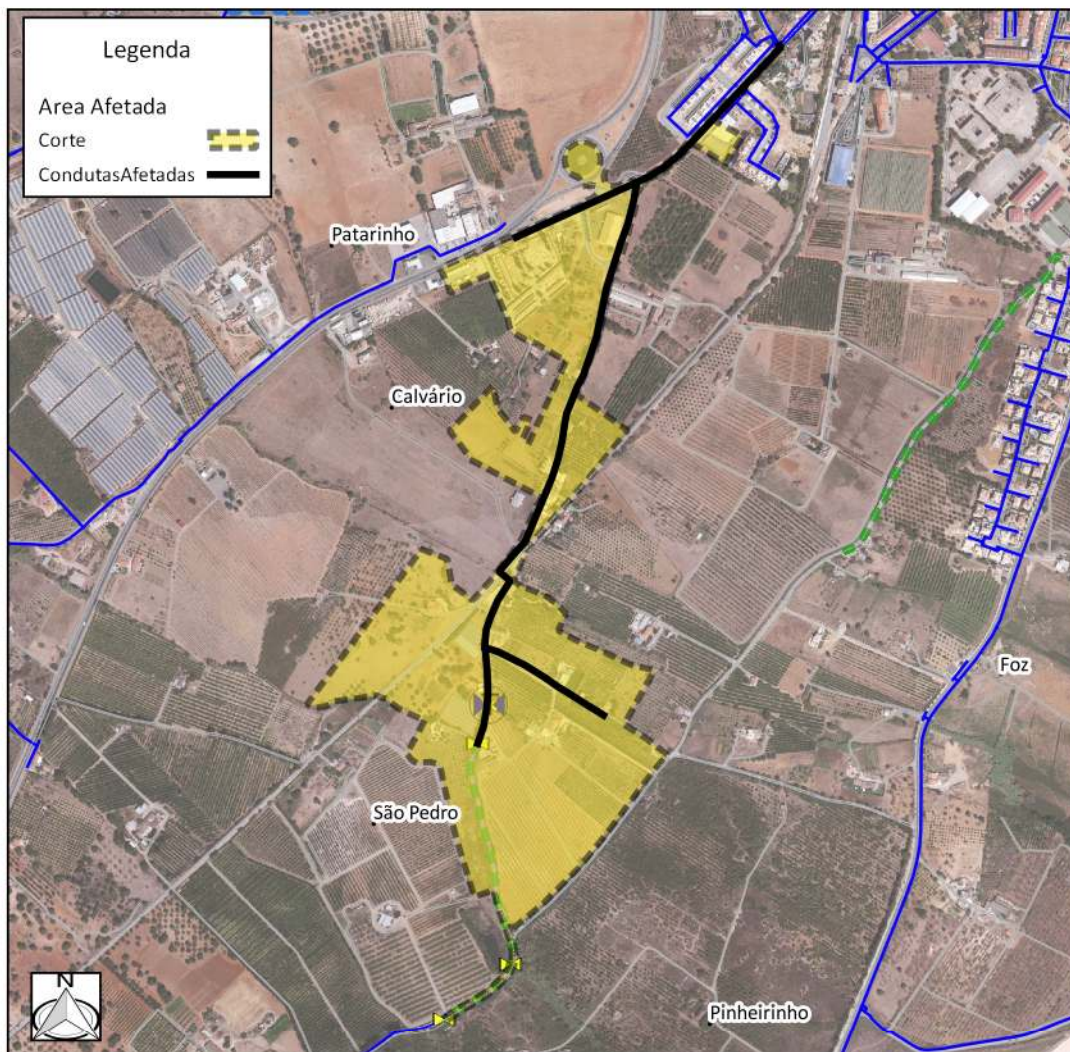 Legenda
Area Afetada
Corte
CondutasAfetadas
Patarinho
Calvário
Foz
São Pedro
Pinheirinho
N